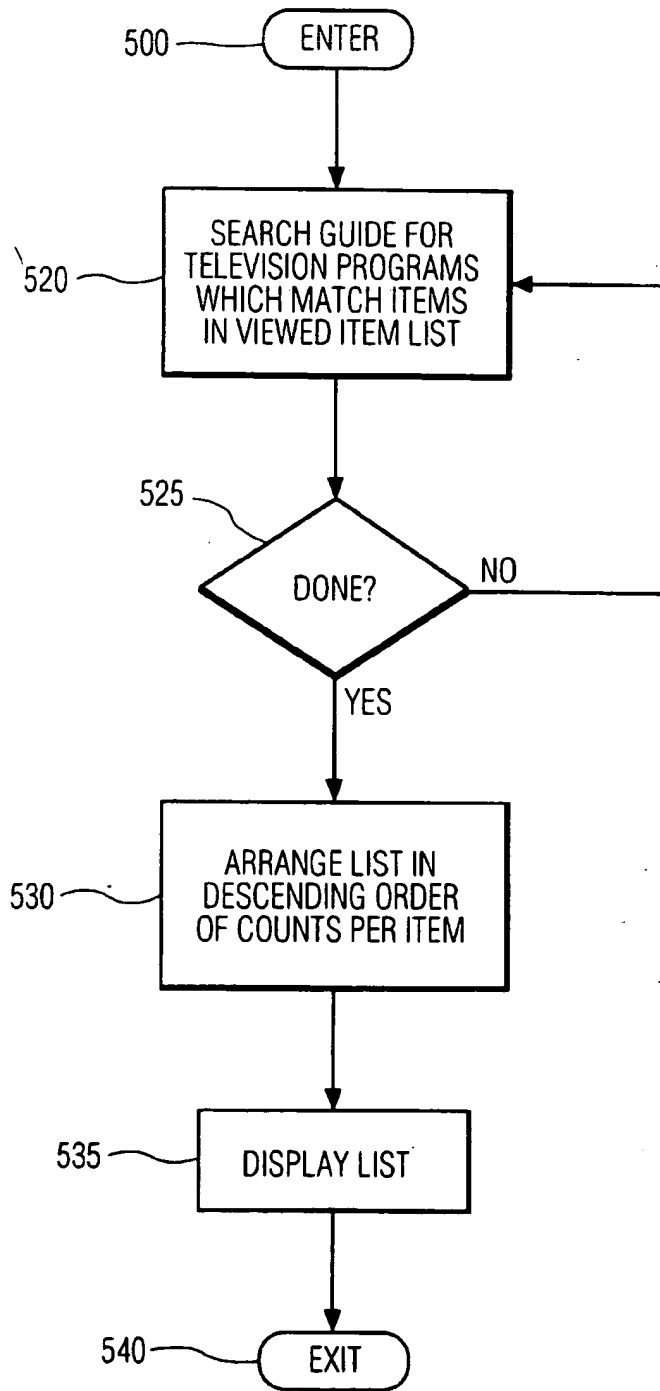 500
ENTER
520
SEARCH GUIDE FOR
TELEVISION PROGRAMS
WHICH MATCH ITEMS
IN VIEWED ITEM LIST
525
DONE?
NO
YES
530
ARRANGE LIST IN
DESCENDING ORDER
OF COUNTS PER ITEM
535
DISPLAY LIST
540
EXIT